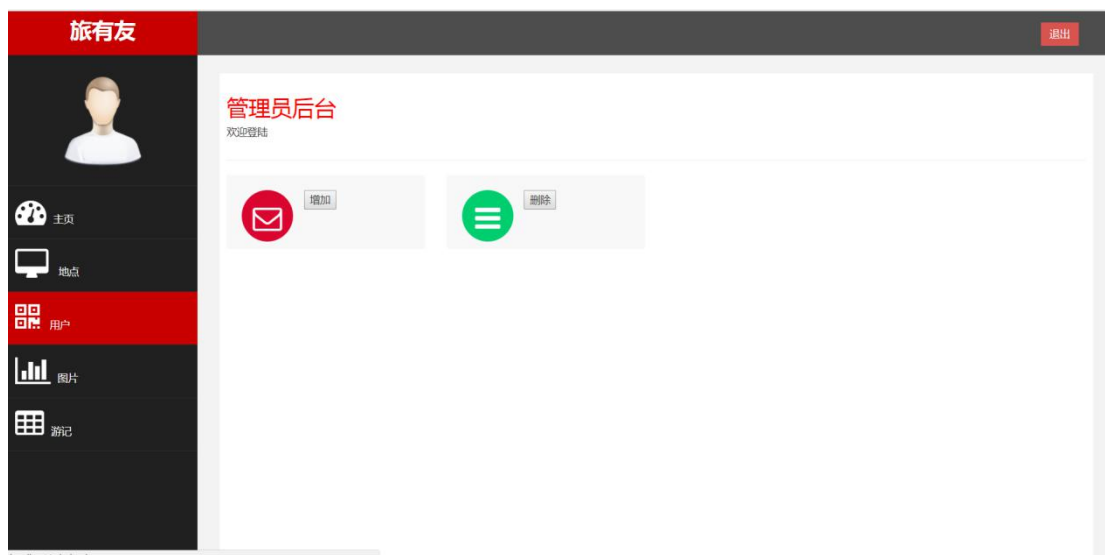 旅有友
退出
管理员后台
欢迎登陆
增加
删除
主页
地点
用户
图片
游记